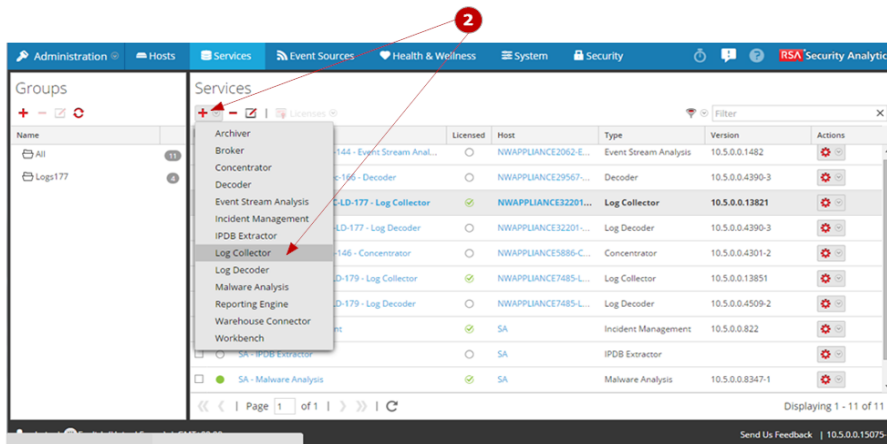 2
Administration Hosts Services Event Sources Health & Wellness System Security RSA Security Analytic
Groups
Name
All 11
Logs177 4
Services
Licenses Filter
Licensed Host Type Version Actions
Archiver
Broker
Concentrator
Decoder
Event Stream Analysis
Incident Management
IPDB Extractor
Log Collector
Log Decoder
Malware Analysis
Reporting Engine
Warehouse Connector
Workbench
-144 - Event Stream Anal... NWAPPLIANCE2062-E... Event Stream Analysis 10.5.0.0.1482
- Decoder NWAPPLIANCE29567-... Decoder 10.5.0.0.4390-3
-LD-177 - Log Collector NWAPPLIANCE32201... Log Collector 10.5.0.0.13821
LD-177 - Log Decoder NWAPPLIANCE32201-... Log Decoder 10.5.0.0.4390-3
-146 - Concentrator NWAPPLIANCE5886-C... Concentrator 10.5.0.0.4301-2
D-179 - Log Collector NWAPPLIANCE7485-L... Log Collector 10.5.0.0.13851
D-179 - Log Decoder NWAPPLIANCE7485-L... Log Decoder 10.5.0.0.4509-2
nt SA Incident Management 10.5.0.0.822
SA - IPDB Extractor SA IPDB Extractor
SA - Malware Analysis SA Malware Analysis 10.5.0.0.8347-1
Page 1 of 1 Displaying 1 - 11 of 11
Send Us Feedback | 10.5.0.0.15075-